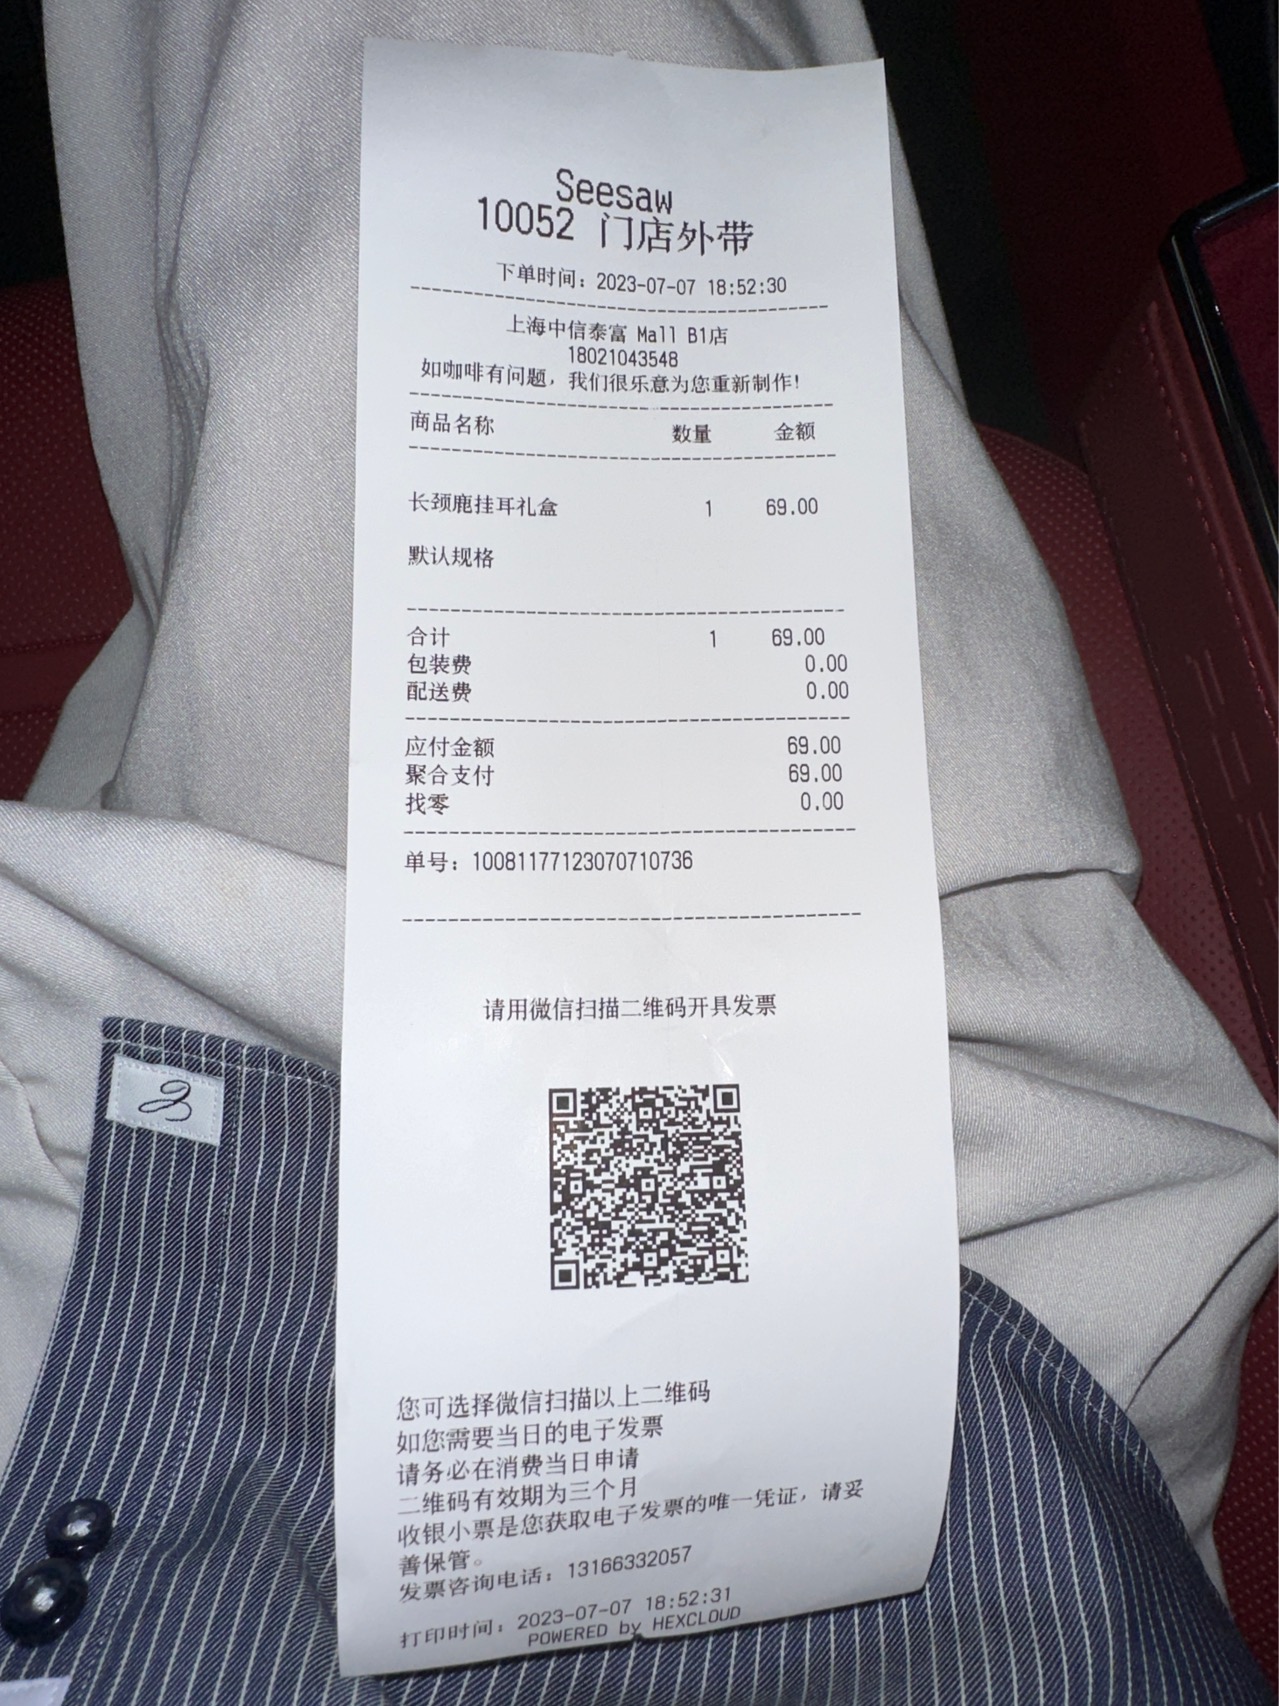 Seesaw
10052 门店外带
下单时间：2023-07-07 18:52:30
上海中信泰富 Mall B1店
18021043548
如咖啡有问题，我们很乐意为您重新制作！
商品名称 数量 金额
长颈鹿挂耳礼盒 1 69.00
默认规格
合计 1 69.00
包装费 0.00
配送费 0.00
应付金额 69.00
聚合支付 69.00
找零 0.00
单号：10081177123070710736
请用微信扫描二维码开具发票
您可选择微信扫描以上二维码
如您需要当日的电子发票
请务必在消费当日申请
二维码有效期为三个月
收银小票是您获取电子发票的唯一凭证，请妥
善保管。
发票咨询电话：13166332057
打印时间：2023-07-07 18:52:31
POWERED by HEXCLOUD